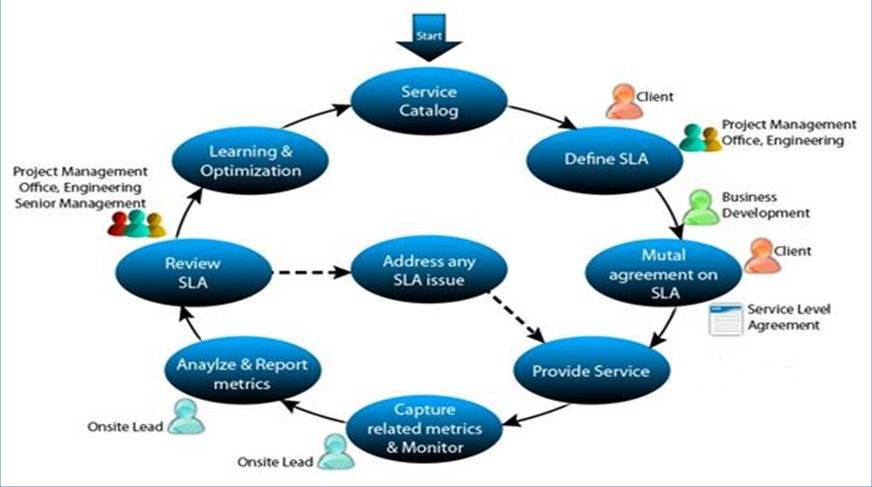 Start
Service
Catalog
Client
Define SLA
Project Management
Office, Engineering
Business
Development
Mutal
agreement on
SLA
Client
Service Level
Agreement
Provide Service
Capture
related metrics
& Monitor
Onsite Lead
Anaylze & Report
metrics
Onsite Lead
Review
SLA
Project Management
Office, Engineering
Senior Management
Learning &
Optimization
Address any
SLA issue